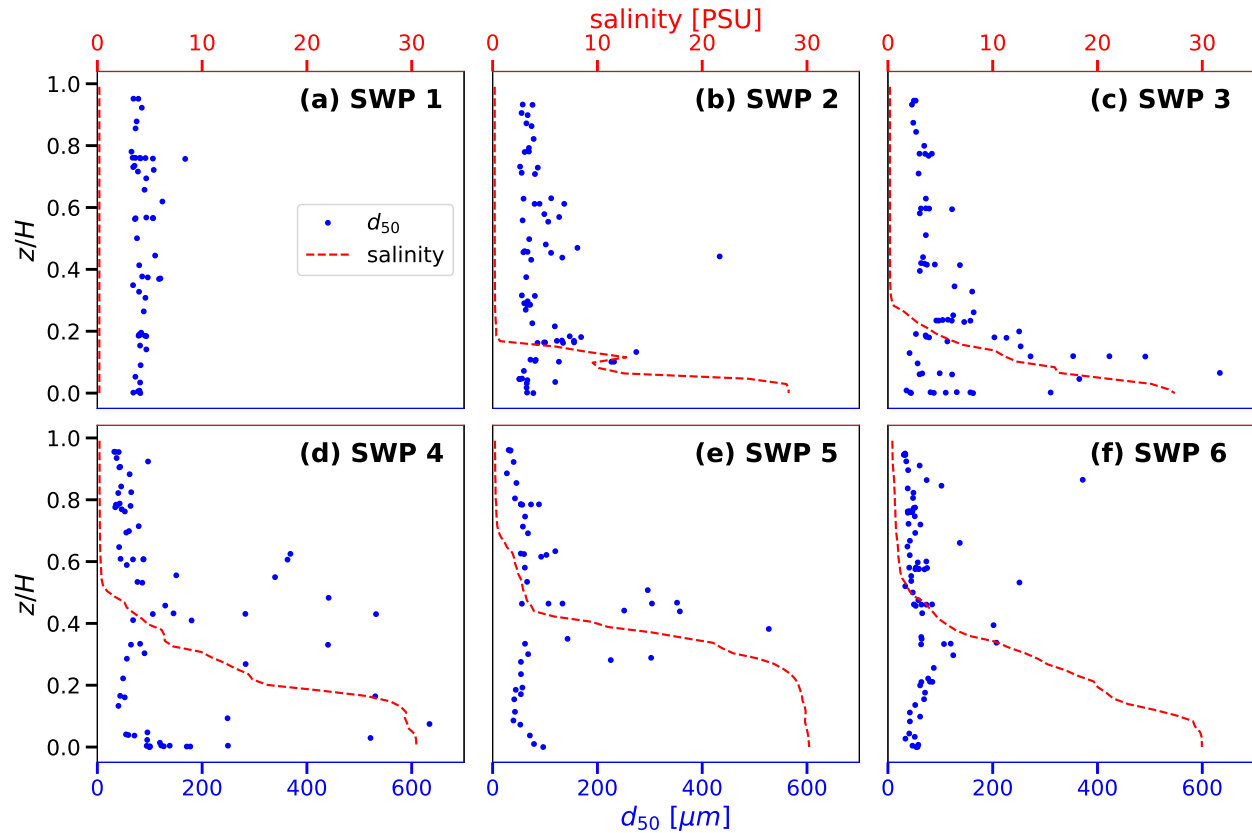 salinity [PSU]
0 10 20 30 0 10 20 30 0 10 20 30
1.0 (a) SWP 1 (b) SWP 2 (c) SWP 3
0.8
z/H
0.6
d50
salinity
0.4
0.2
0.0
1.0 (d) SWP 4 (e) SWP 5 (f) SWP 6
0.8
z/H
0.6
0.4
0.2
0.0
0 200 400 600 0 200 400 600 0 200 400 600
d50 [μm]